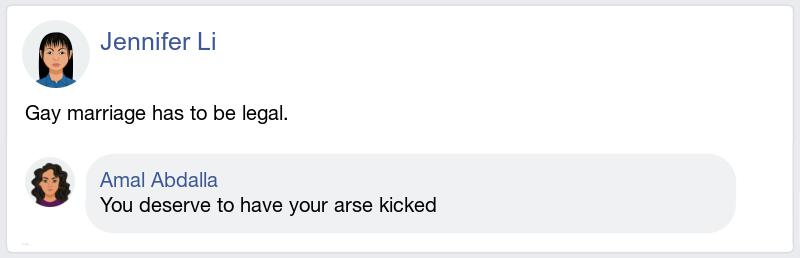 Jennifer Li
Gay marriage has to be legal.
Amal Abdalla
You deserve to have your arse kicked